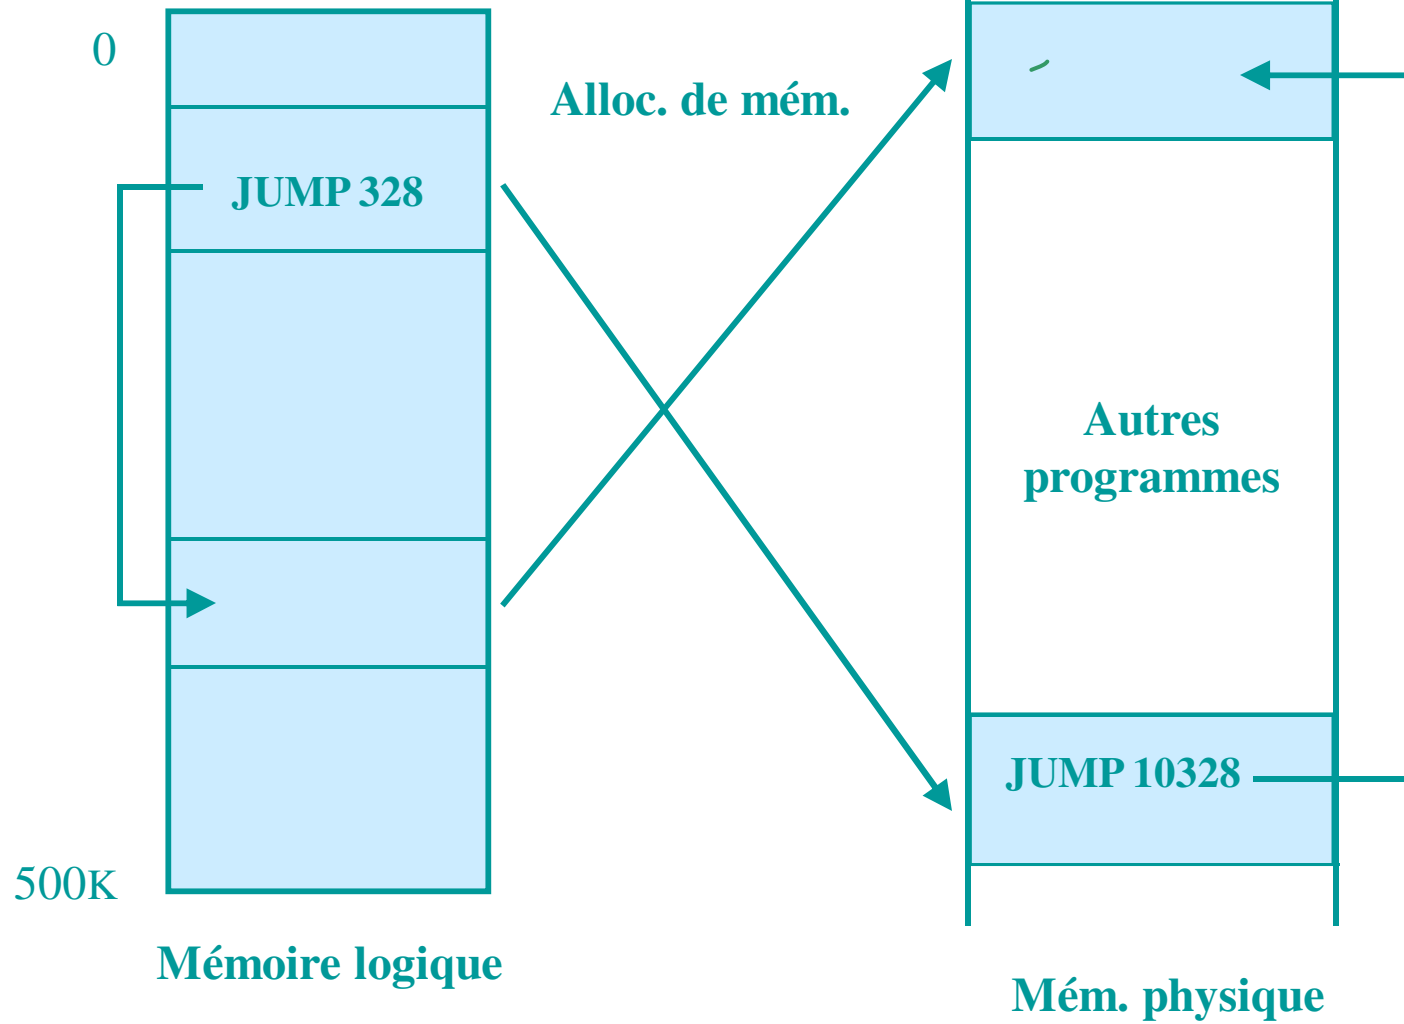 0
Alloc. de mém.
JUMP 328
Autres
programmes
JUMP 10328
500K
Mémoire logique
Mém. physique